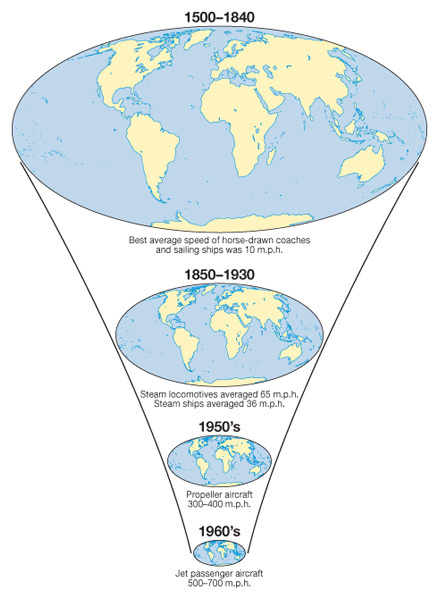 1500–1840
Best average speed of horse-drawn coaches
and sailing ships was 10 m.p.h.
1850–1930
Steam locomotives averaged 65 m.p.h.
Steam ships averaged 36 m.p.h.
1950's
Propeller aircraft
300–400 m.p.h.
1960's
Jet passenger aircraft
500–700 m.p.h.